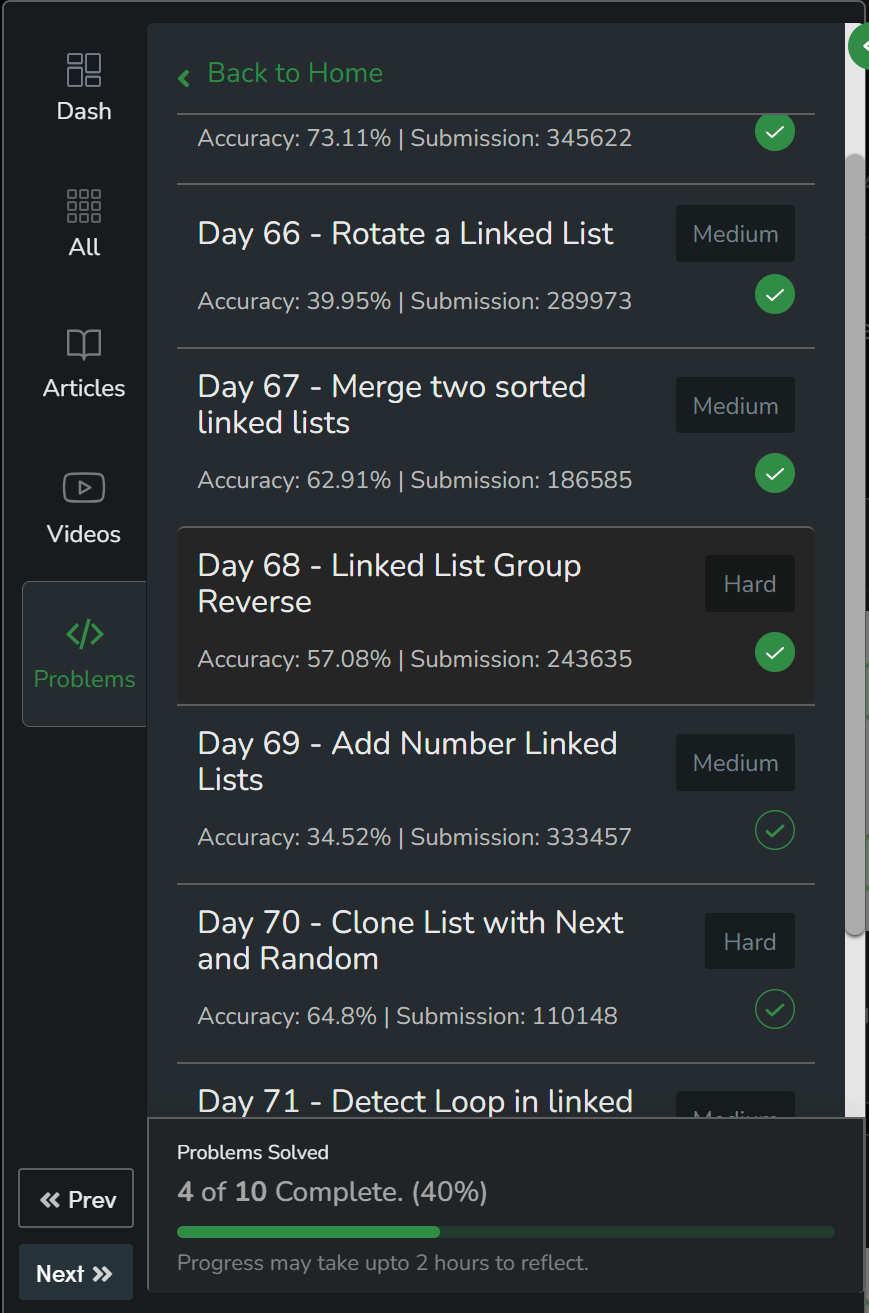 Dash
All
Articles
Videos
Problems
Back to Home
Accuracy: 73.11% | Submission: 345622
Day 66 - Rotate a Linked List
Medium
Accuracy: 39.95% | Submission: 289973
Day 67 - Merge two sorted
linked lists
Medium
Accuracy: 62.91% | Submission: 186585
Day 68 - Linked List Group
Reverse
Hard
Accuracy: 57.08% | Submission: 243635
Day 69 - Add Number Linked
Lists
Medium
Accuracy: 34.52% | Submission: 333457
Day 70 - Clone List with Next
and Random
Hard
Accuracy: 64.8% | Submission: 110148
Day 71 - Detect Loop in linked
Medium
Problems Solved
4 of 10 Complete. (40%)
Progress may take upto 2 hours to reflect.
Prev
Next